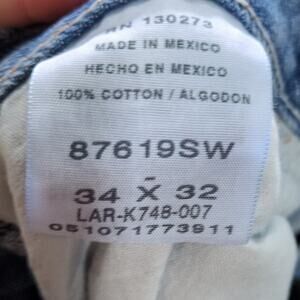 RN 130273
MADE IN MEXICO
HECHO EN MEXICO
100% COTTON / ALGODON
87619SW
-
34 X 32
LAR-K748-007
051071773911